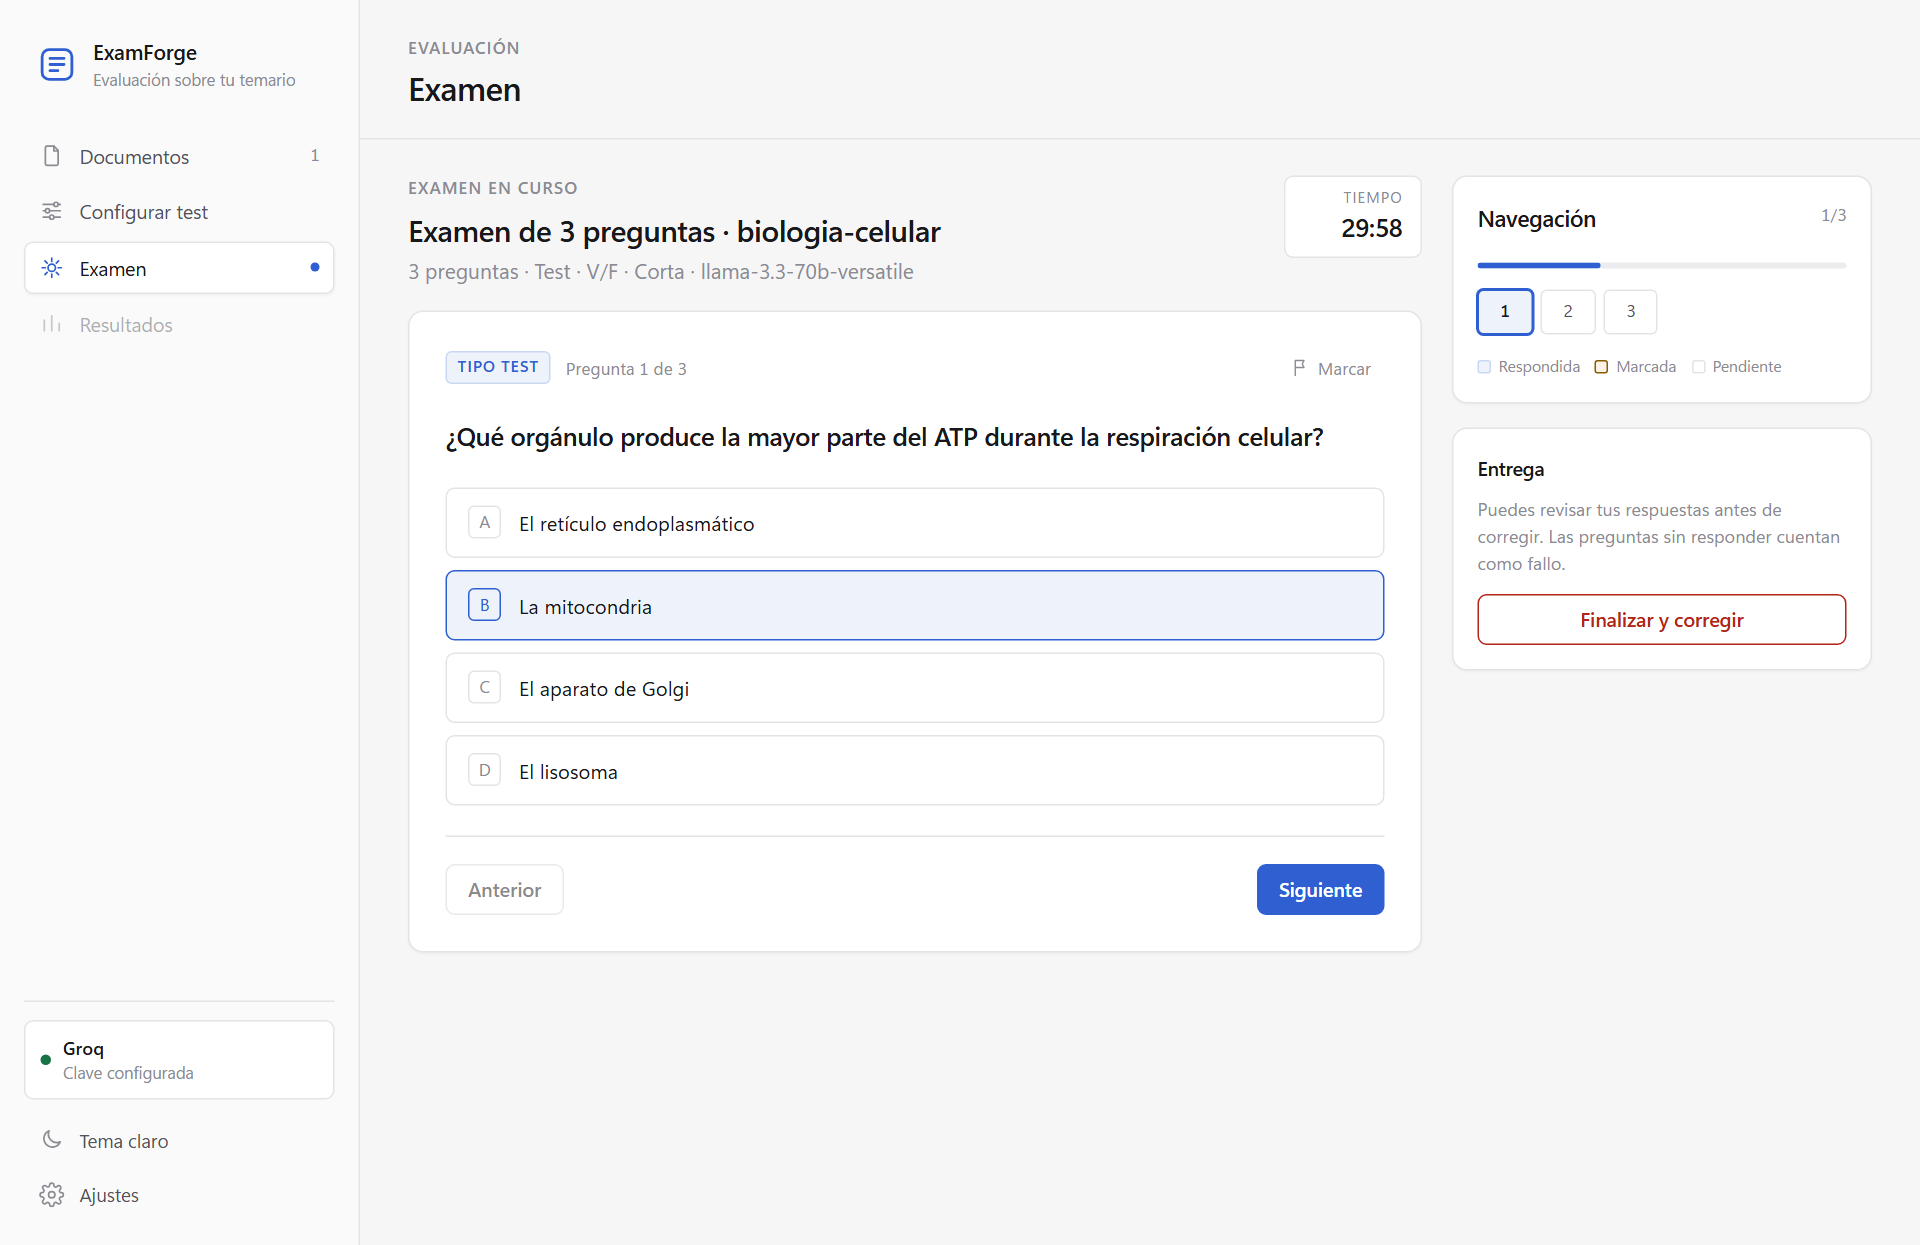 ExamForge
Evaluación sobre tu temario
Documentos 1
Configurar test
Examen
Resultados
Groq
Clave configurada
Tema claro
Ajustes
EVALUACIÓN
Examen
EXAMEN EN CURSO
Examen de 3 preguntas · biologia-celular
3 preguntas · Test · V/F · Corta · llama-3.3-70b-versatile
TIEMPO
29:58
TIPO TEST Pregunta 1 de 3 Marcar
¿Qué orgánulo produce la mayor parte del ATP durante la respiración celular?
A El retículo endoplasmático
B La mitocondria
C El aparato de Golgi
D El lisosoma
Anterior Siguiente
Navegación 1/3
1 2 3
Respondida Marcada Pendiente
Entrega
Puedes revisar tus respuestas antes de
corregir. Las preguntas sin responder cuentan
como fallo.
Finalizar y corregir